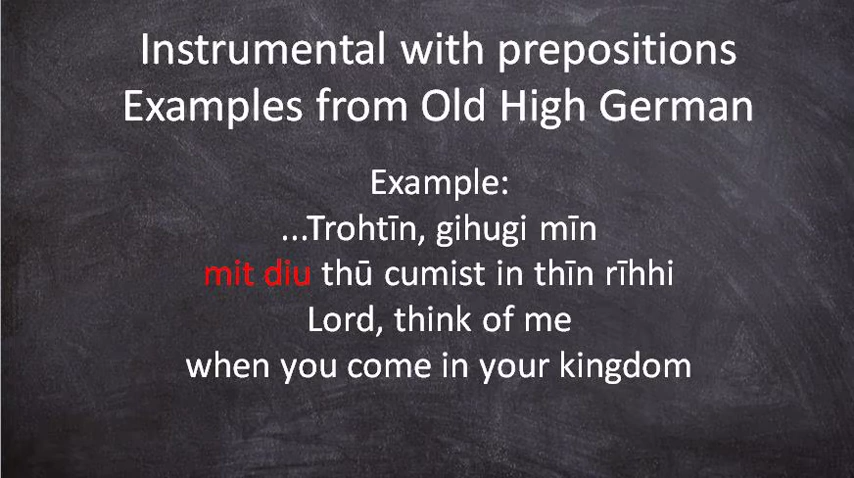 Instrumental with prepositions
Examples from Old High German
Example:
...Trohtīn, gihugi mīn
mit diu thū cumist in thīn rīhhi
Lord, think of me
when you come in your kingdom